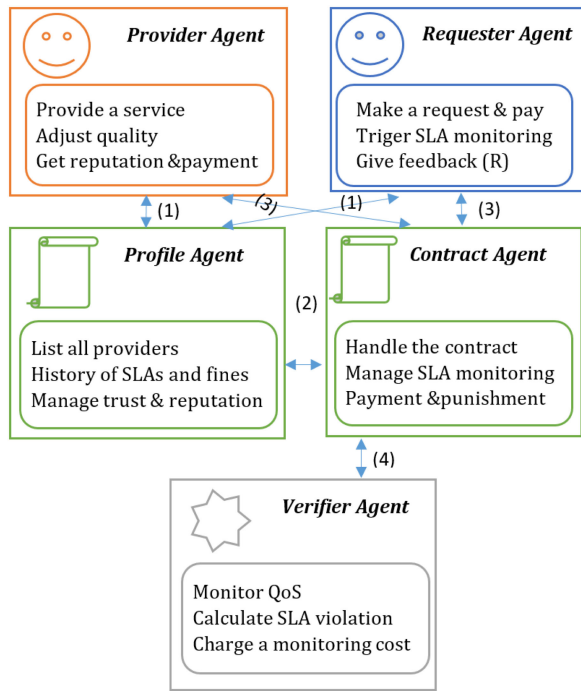 Provider Agent
Provide a service
Adjust quality
Get reputation &payment
Requester Agent
Make a request & pay
Triger SLA monitoring
Give feedback (R)
(1)
(3)
(1)
(3)
Profile Agent
List all providers
History of SLAs and fines
Manage trust & reputation
(2)
Contract Agent
Handle the contract
Manage SLA monitoring
Payment &punishment
(4)
Verifier Agent
Monitor QoS
Calculate SLA violation
Charge a monitoring cost